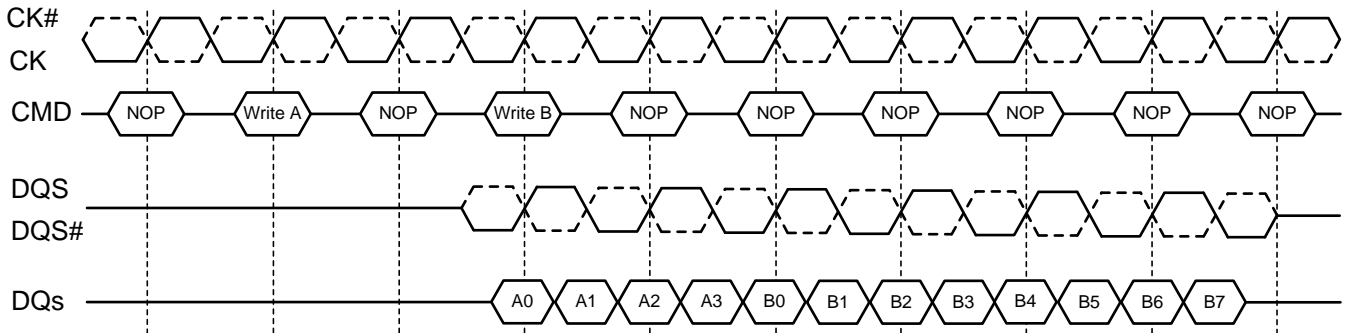 CK#
CK
CMD NOP Write A NOP Write B NOP NOP NOP NOP NOP NOP
DQS
DQS#
DQs A0 A1 A2 A3 B0 B1 B2 B3 B4 B5 B6 B7